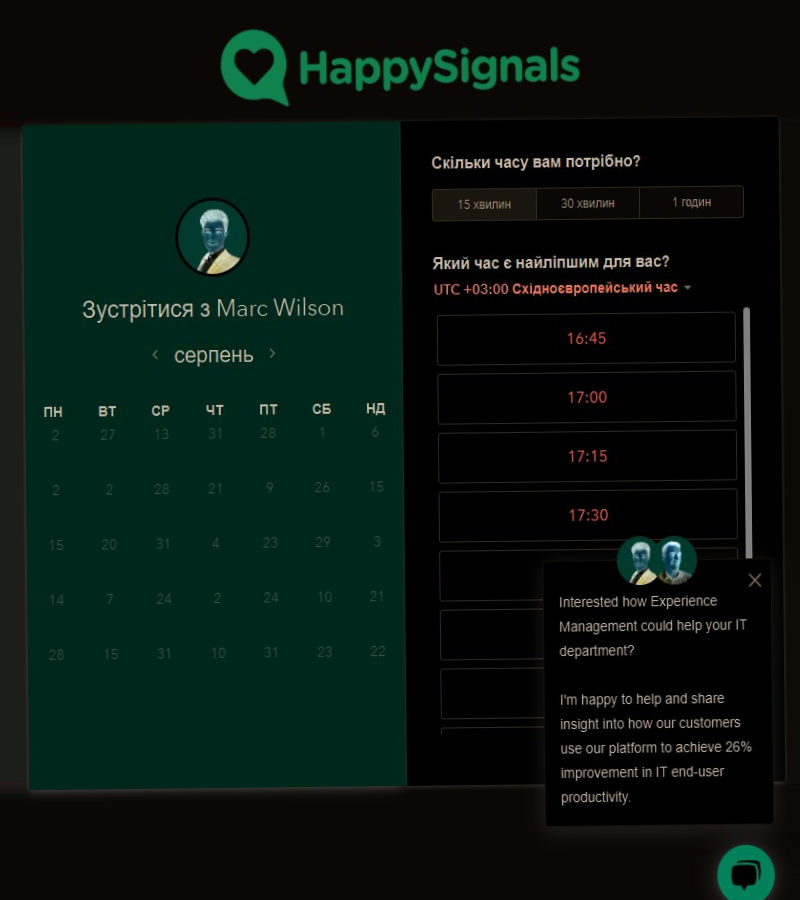 HappySignals
Зустрітися з Marc Wilson
серпень
ПН ВТ СР ЧТ ПТ СБ НД
2 27 13 31 28 1 6
2 2 28 21 9 26 15
15 20 31 4 23 29 3
14 7 24 2 24 10 21
28 15 31 10 31 23 22
Скільки часу вам потрібно?
15 хвилин 30 хвилин 1 годин
Який час є найліпшим для вас?
UTC +03:00 Східноєвропейський час
16:45
17:00
17:15
17:30
Interested how Experience
Management could help your IT
department?
I'm happy to help and share
insight into how our customers
use our platform to achieve 26%
improvement in IT end-user
productivity.